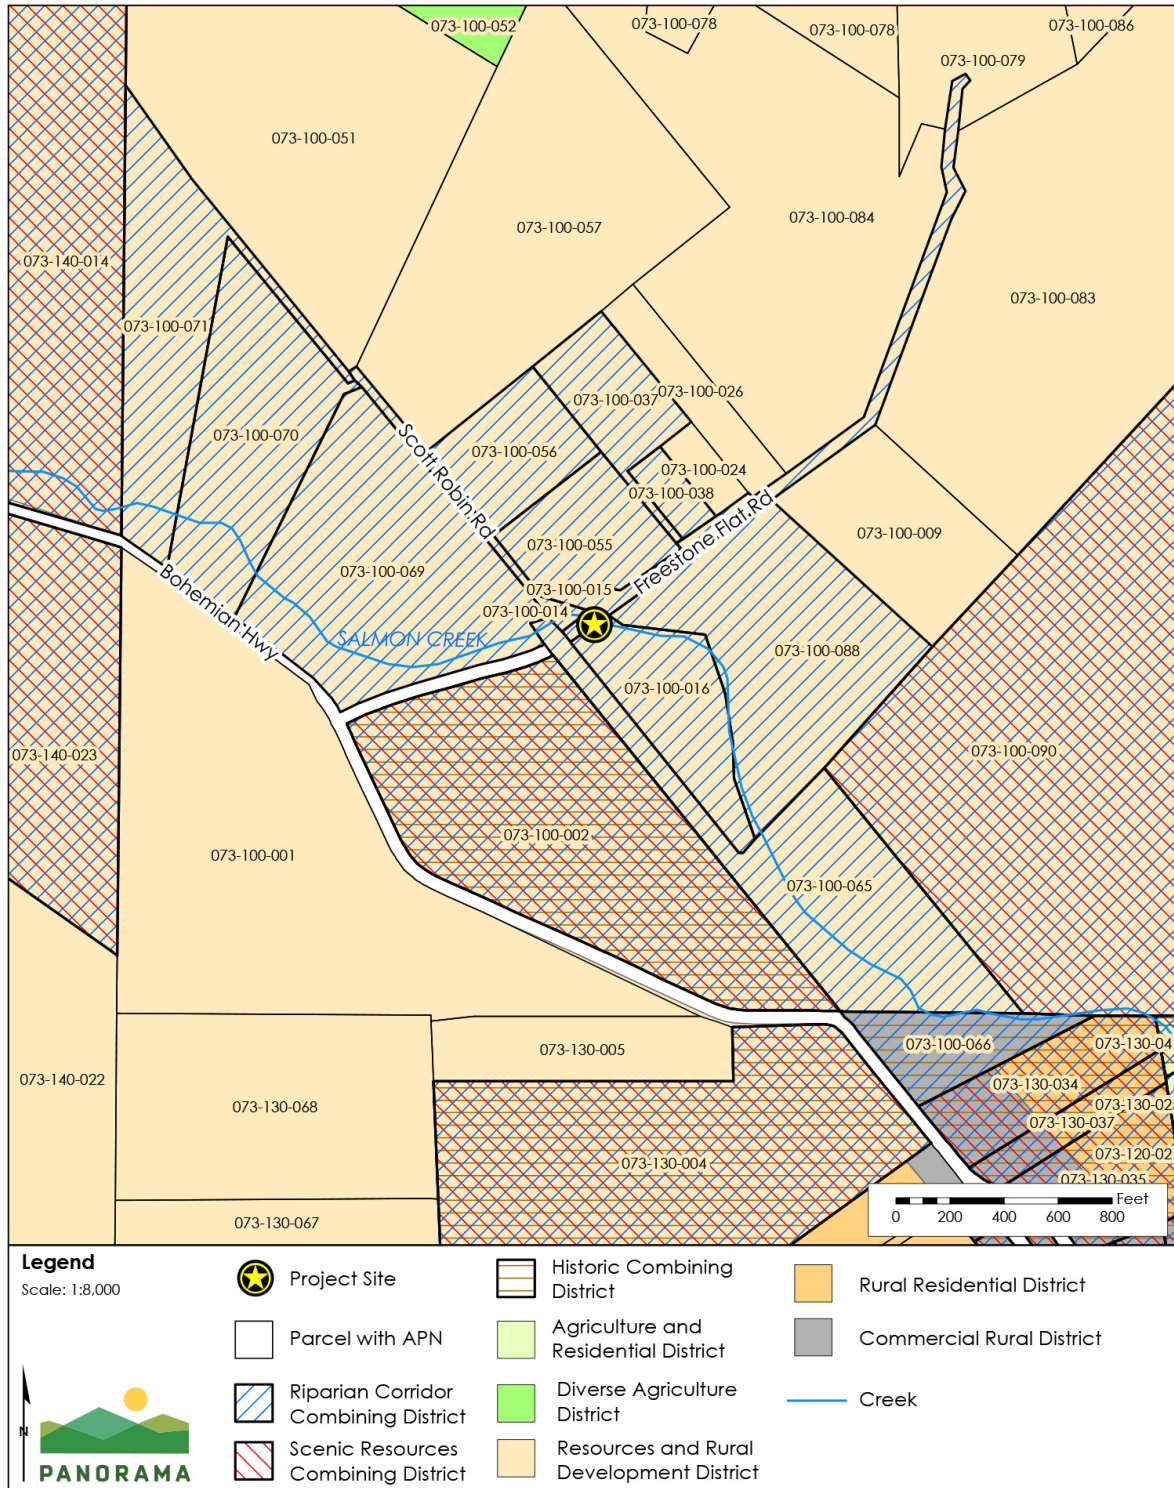 073-100-052
073-100-078
073-100-078
073-100-086
073-100-079
073-100-051
073-100-057
073-100-084
073-140-014
073-100-083
073-100-071
073-100-037
073-100-026
073-100-070
073-100-056
Scott Robin Rd
073-100-024
073-100-038
Freestone Flat Rd
073-100-009
073-100-055
073-100-069
073-100-015
073-100-014
Bohemian Hwy
SALMON CREEK
073-100-088
073-100-016
073-140-023
073-100-090
073-100-002
073-100-001
073-100-065
073-100-066
073-130-04
073-130-005
073-140-022
073-130-034
073-130-068
073-130-02
073-130-037
073-120-02
073-130-004
073-130-035
073-130-067
Feet
0 200 400 600 800
Legend
Scale: 1:8,000
Project Site
Parcel with APN
Riparian Corridor
Combining District
Scenic Resources
Combining District
Historic Combining
District
Agriculture and
Residential District
Diverse Agriculture
District
Resources and Rural
Development District
Rural Residential District
Commercial Rural District
Creek
N
PANORAMA